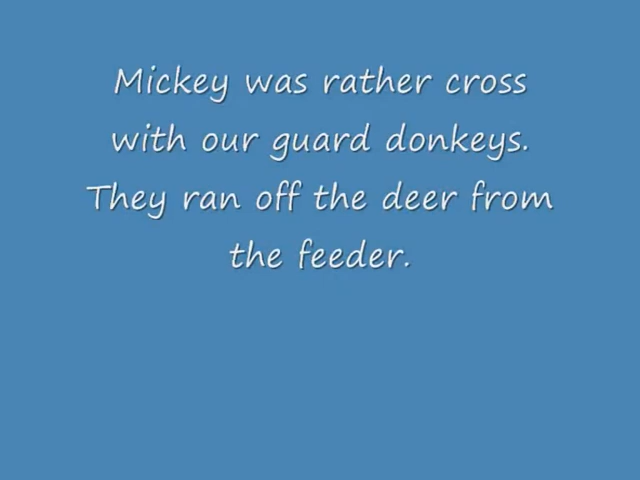 Mickey was rather cross
with our guard donkeys.
They ran off the deer from
the feeder.